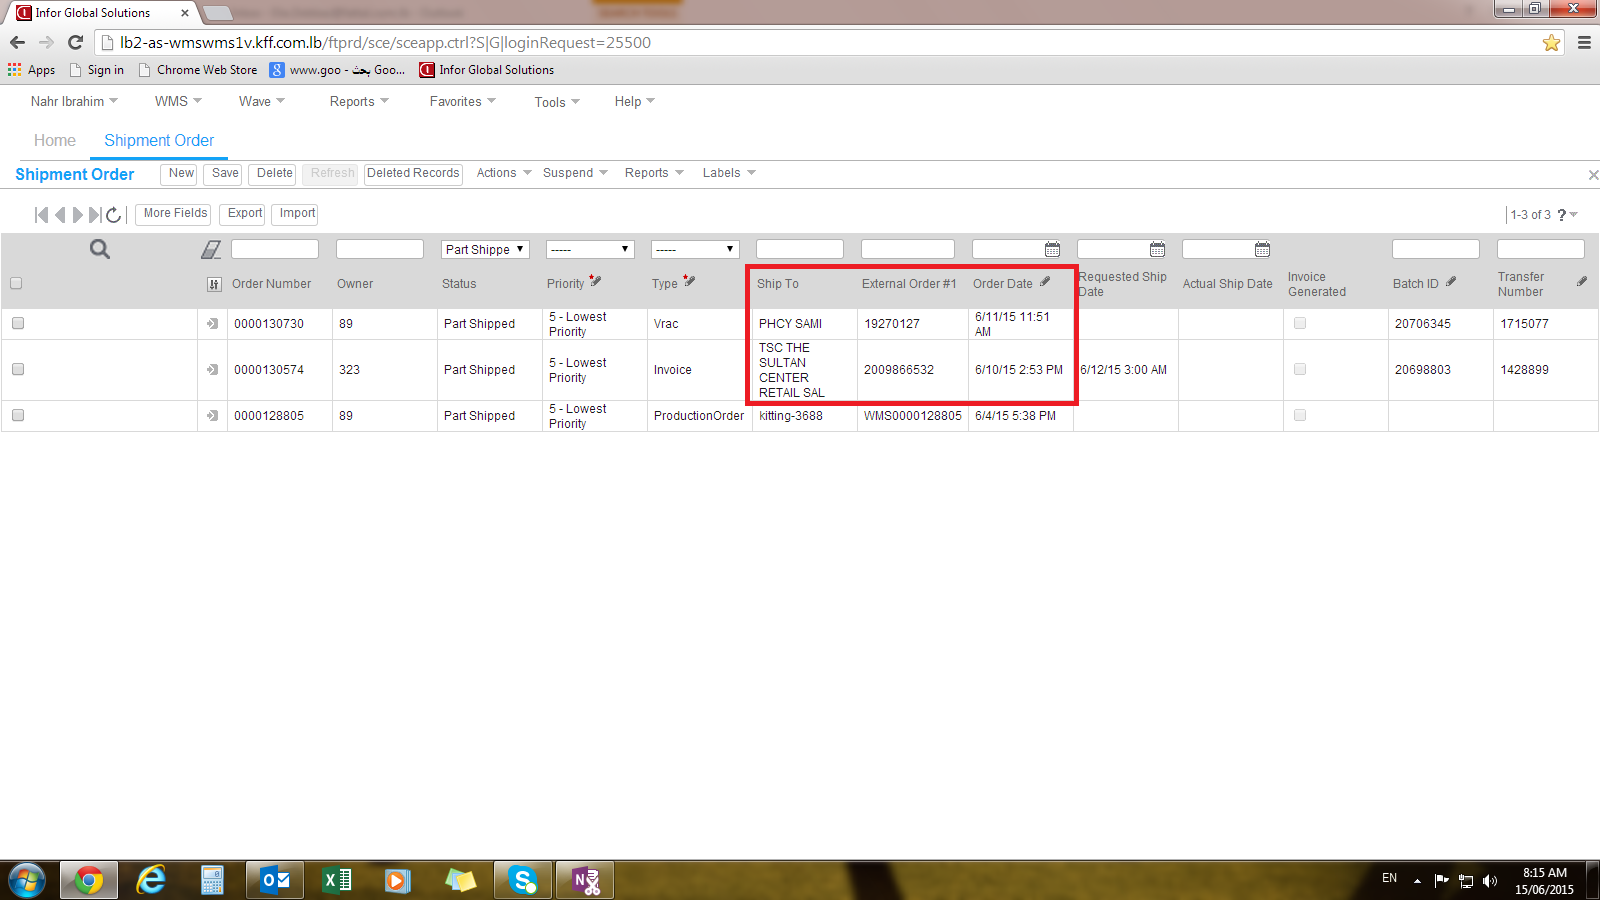 Infor Global Solutions
lb2-as-wmswms1v.kff.com.lb/ftprd/sce/sceapp.ctrl?S|G|loginRequest=25500
Apps Sign in Chrome Web Store www.goo - بحث Goo... Infor Global Solutions
Nahr Ibrahim WMS Wave Reports Favorites Tools Help
Home Shipment Order
Shipment Order New Save Delete Refresh Deleted Records Actions Suspend Reports Labels
More Fields Export Import 1-3 of 3 ?
Part Shippe ----- -----
Order Number Owner Status Priority Type Ship To External Order #1 Order Date Requested Ship Date Actual Ship Date Invoice Generated Batch ID Transfer Number
0000130730 89 Part Shipped 5 - Lowest Priority Vrac PHCY SAMI 19270127 6/11/15 11:51 AM 20706345 1715077
0000130574 323 Part Shipped 5 - Lowest Priority Invoice TSC THE SULTAN CENTER RETAIL SAL 2009866532 6/10/15 2:53 PM 6/12/15 3:00 AM 20698803 1428899
0000128805 89 Part Shipped 5 - Lowest Priority ProductionOrder kitting-3688 WMS0000128805 6/4/15 5:38 PM
EN 8:15 AM
15/06/2015